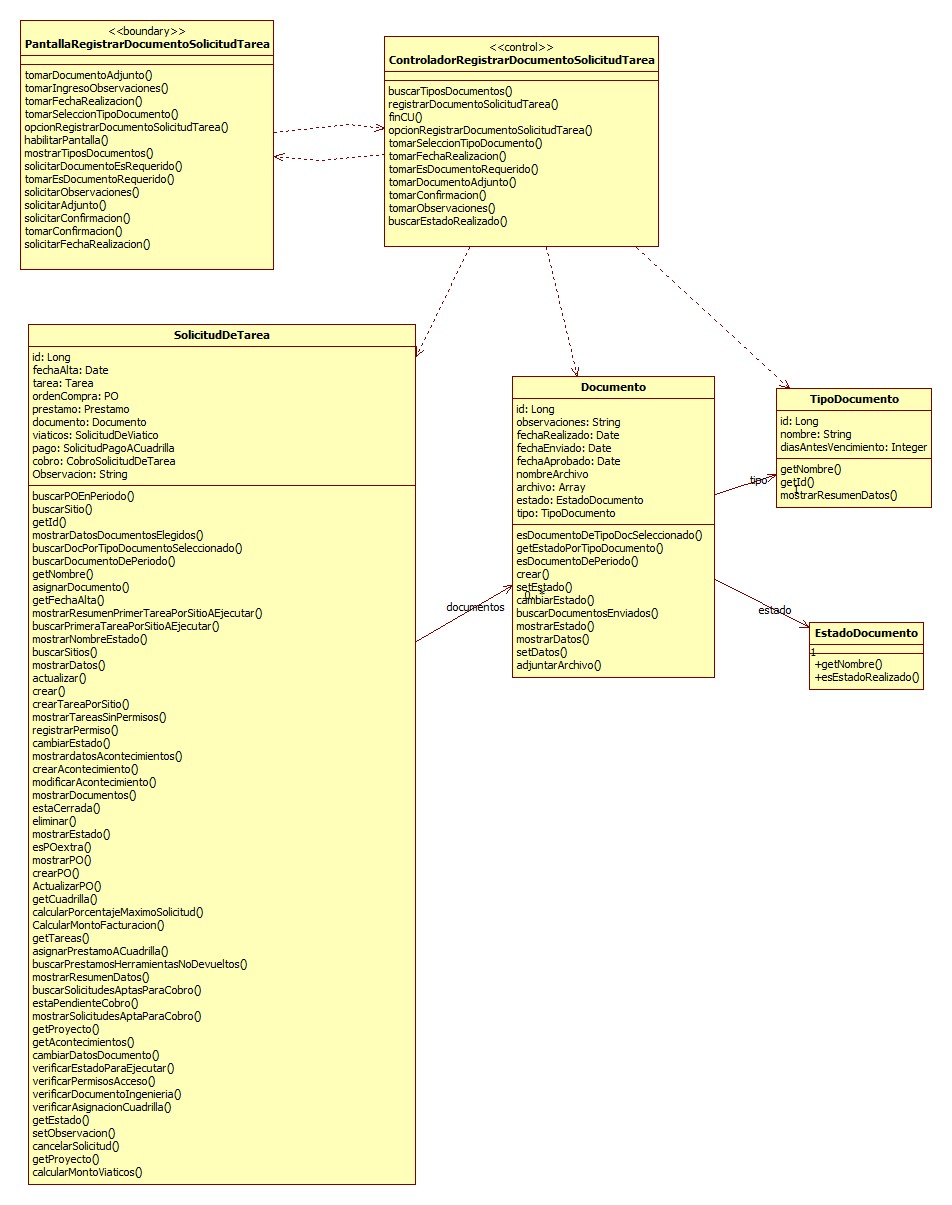 <<boundary>>
PantallaRegistrarDocumentoSolicitudTarea
tomarDocumentoAdjunto()
tomarIngresoObservaciones()
tomarFechaRealizacion()
tomarSeleccionTipoDocumento()
opcionRegistrarDocumentoSolicitudTarea()
habilitarPantalla()
mostrarTiposDocumentos()
solicitarDocumentoEsRequerido()
tomarEsDocumentoRequerido()
solicitarObservaciones()
solicitarAdjunto()
solicitarConfirmacion()
tomarConfirmacion()
solicitarFechaRealizacion()
<<control>>
ControladorRegistrarDocumentoSolicitudTarea
buscarTiposDocumentos()
registrarDocumentoSolicitudTarea()
finCU()
opcionRegistrarDocumentoSolicitudTarea()
tomarSeleccionTipoDocumento()
tomarFechaRealizacion()
tomarEsDocumentoRequerido()
tomarDocumentoAdjunto()
tomarConfirmacion()
tomarObservaciones()
buscarEstadoRealizado()
SolicitudDeTarea
id: Long
fechaAlta: Date
tarea: Tarea
ordenCompra: PO
prestamo: Prestamo
documento: Documento
viaticos: SolicitudDeViatico
pago: SolicitudPagoACuadrilla
cobro: CobroSolicitudDeTarea
Observacion: String
buscarPOEnPeriodo()
buscarSitio()
getId()
mostrarDatosDocumentosElegidos()
buscarDocPorTipoDocumentoSeleccionado()
buscarDocumentoDePeriodo()
getNombre()
asignarDocumento()
getFechaAlta()
mostrarResumenPrimerTareaPorSitioAEjecutar()
buscarPrimeraTareaPorSitioAEjecutar()
mostrarNombreEstado()
buscarSitios()
mostrarDatos()
actualizar()
crear()
crearTareaPorSitio()
mostrarTareasSinPermisos()
registrarPermiso()
cambiarEstado()
mostrardatosAcontecimientos()
crearAcontecimiento()
modificarAcontecimiento()
mostrarDocumentos()
estaCerrada()
eliminar()
mostrarEstado()
esPOextra()
mostrarPO()
crearPO()
ActualizarPO()
getCuadrilla()
calcularPorcentajeMaximoSolicitud()
CalcularMontoFacturacion()
getTareas()
asignarPrestamoACuadrilla()
buscarPrestamosHerramientasNoDevueltos()
mostrarResumenDatos()
buscarSolicitudesAptasParaCobro()
estaPendienteCobro()
mostrarSolicitudesAptaParaCobro()
getProyecto()
getAcontecimientos()
cambiarDatosDocumento()
verificarEstadoParaEjecutar()
verificarPermisosAcceso()
verificarDocumentoIngenieria()
verificarAsignacionCuadrilla()
getEstado()
setObservacion()
cancelarSolicitud()
getProyecto()
calcularMontoViaticos()
documentos
Documento
id: Long
observaciones: String
fechaRealizado: Date
fechaEnviado: Date
fechaAprobado: Date
nombreArchivo
archivo: Array
estado: EstadoDocumento
tipo: TipoDocumento
esDocumentoDeTipoDocSeleccionado()
getEstadoPorTipoDocumento()
esDocumentoDePeriodo()
crear()
setEstado()
cambiarEstado()
buscarDocumentosEnviados()
mostrarEstado()
mostrarDatos()
setDatos()
adjuntarArchivo()
tipo
TipoDocumento
id: Long
nombre: String
diasAntesVencimiento: Integer
getNombre()
getId()
1
mostrarResumenDatos()
estado
EstadoDocumento
1
+getNombre()
+esEstadoRealizado()